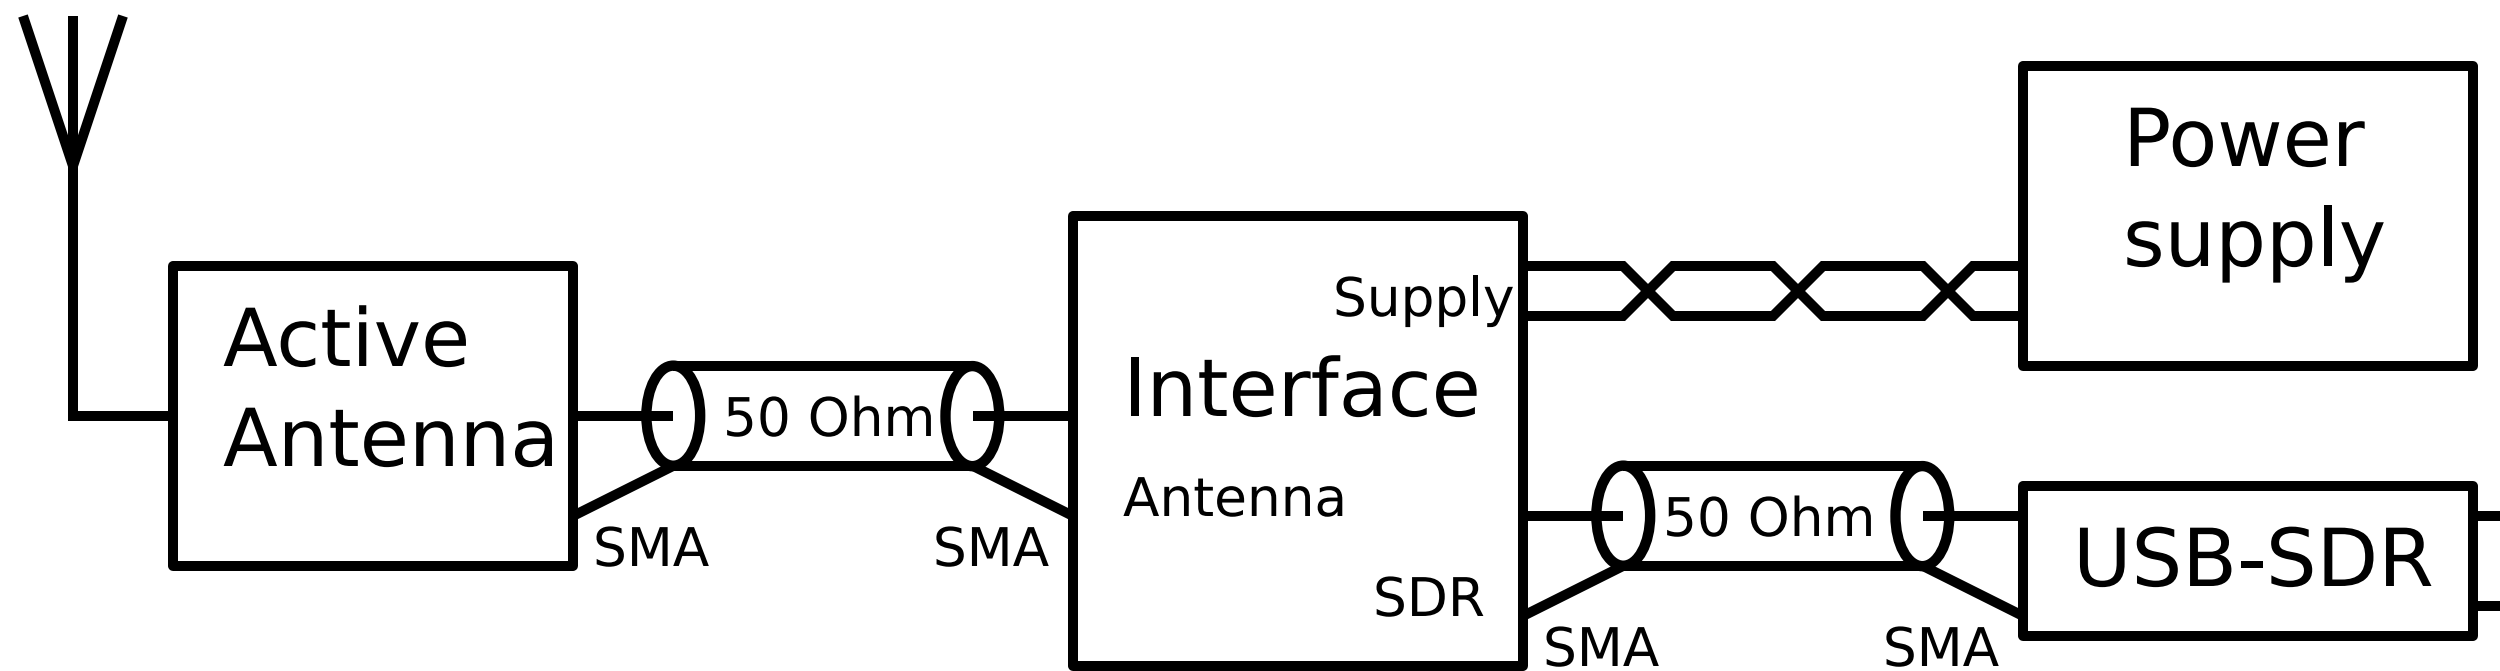 Active
Antenna
50 Ohm
SMA
SMA
Supply
Interface
Antenna
SDR
Power
supply
50 Ohm
SMA
SMA
USB-SDR